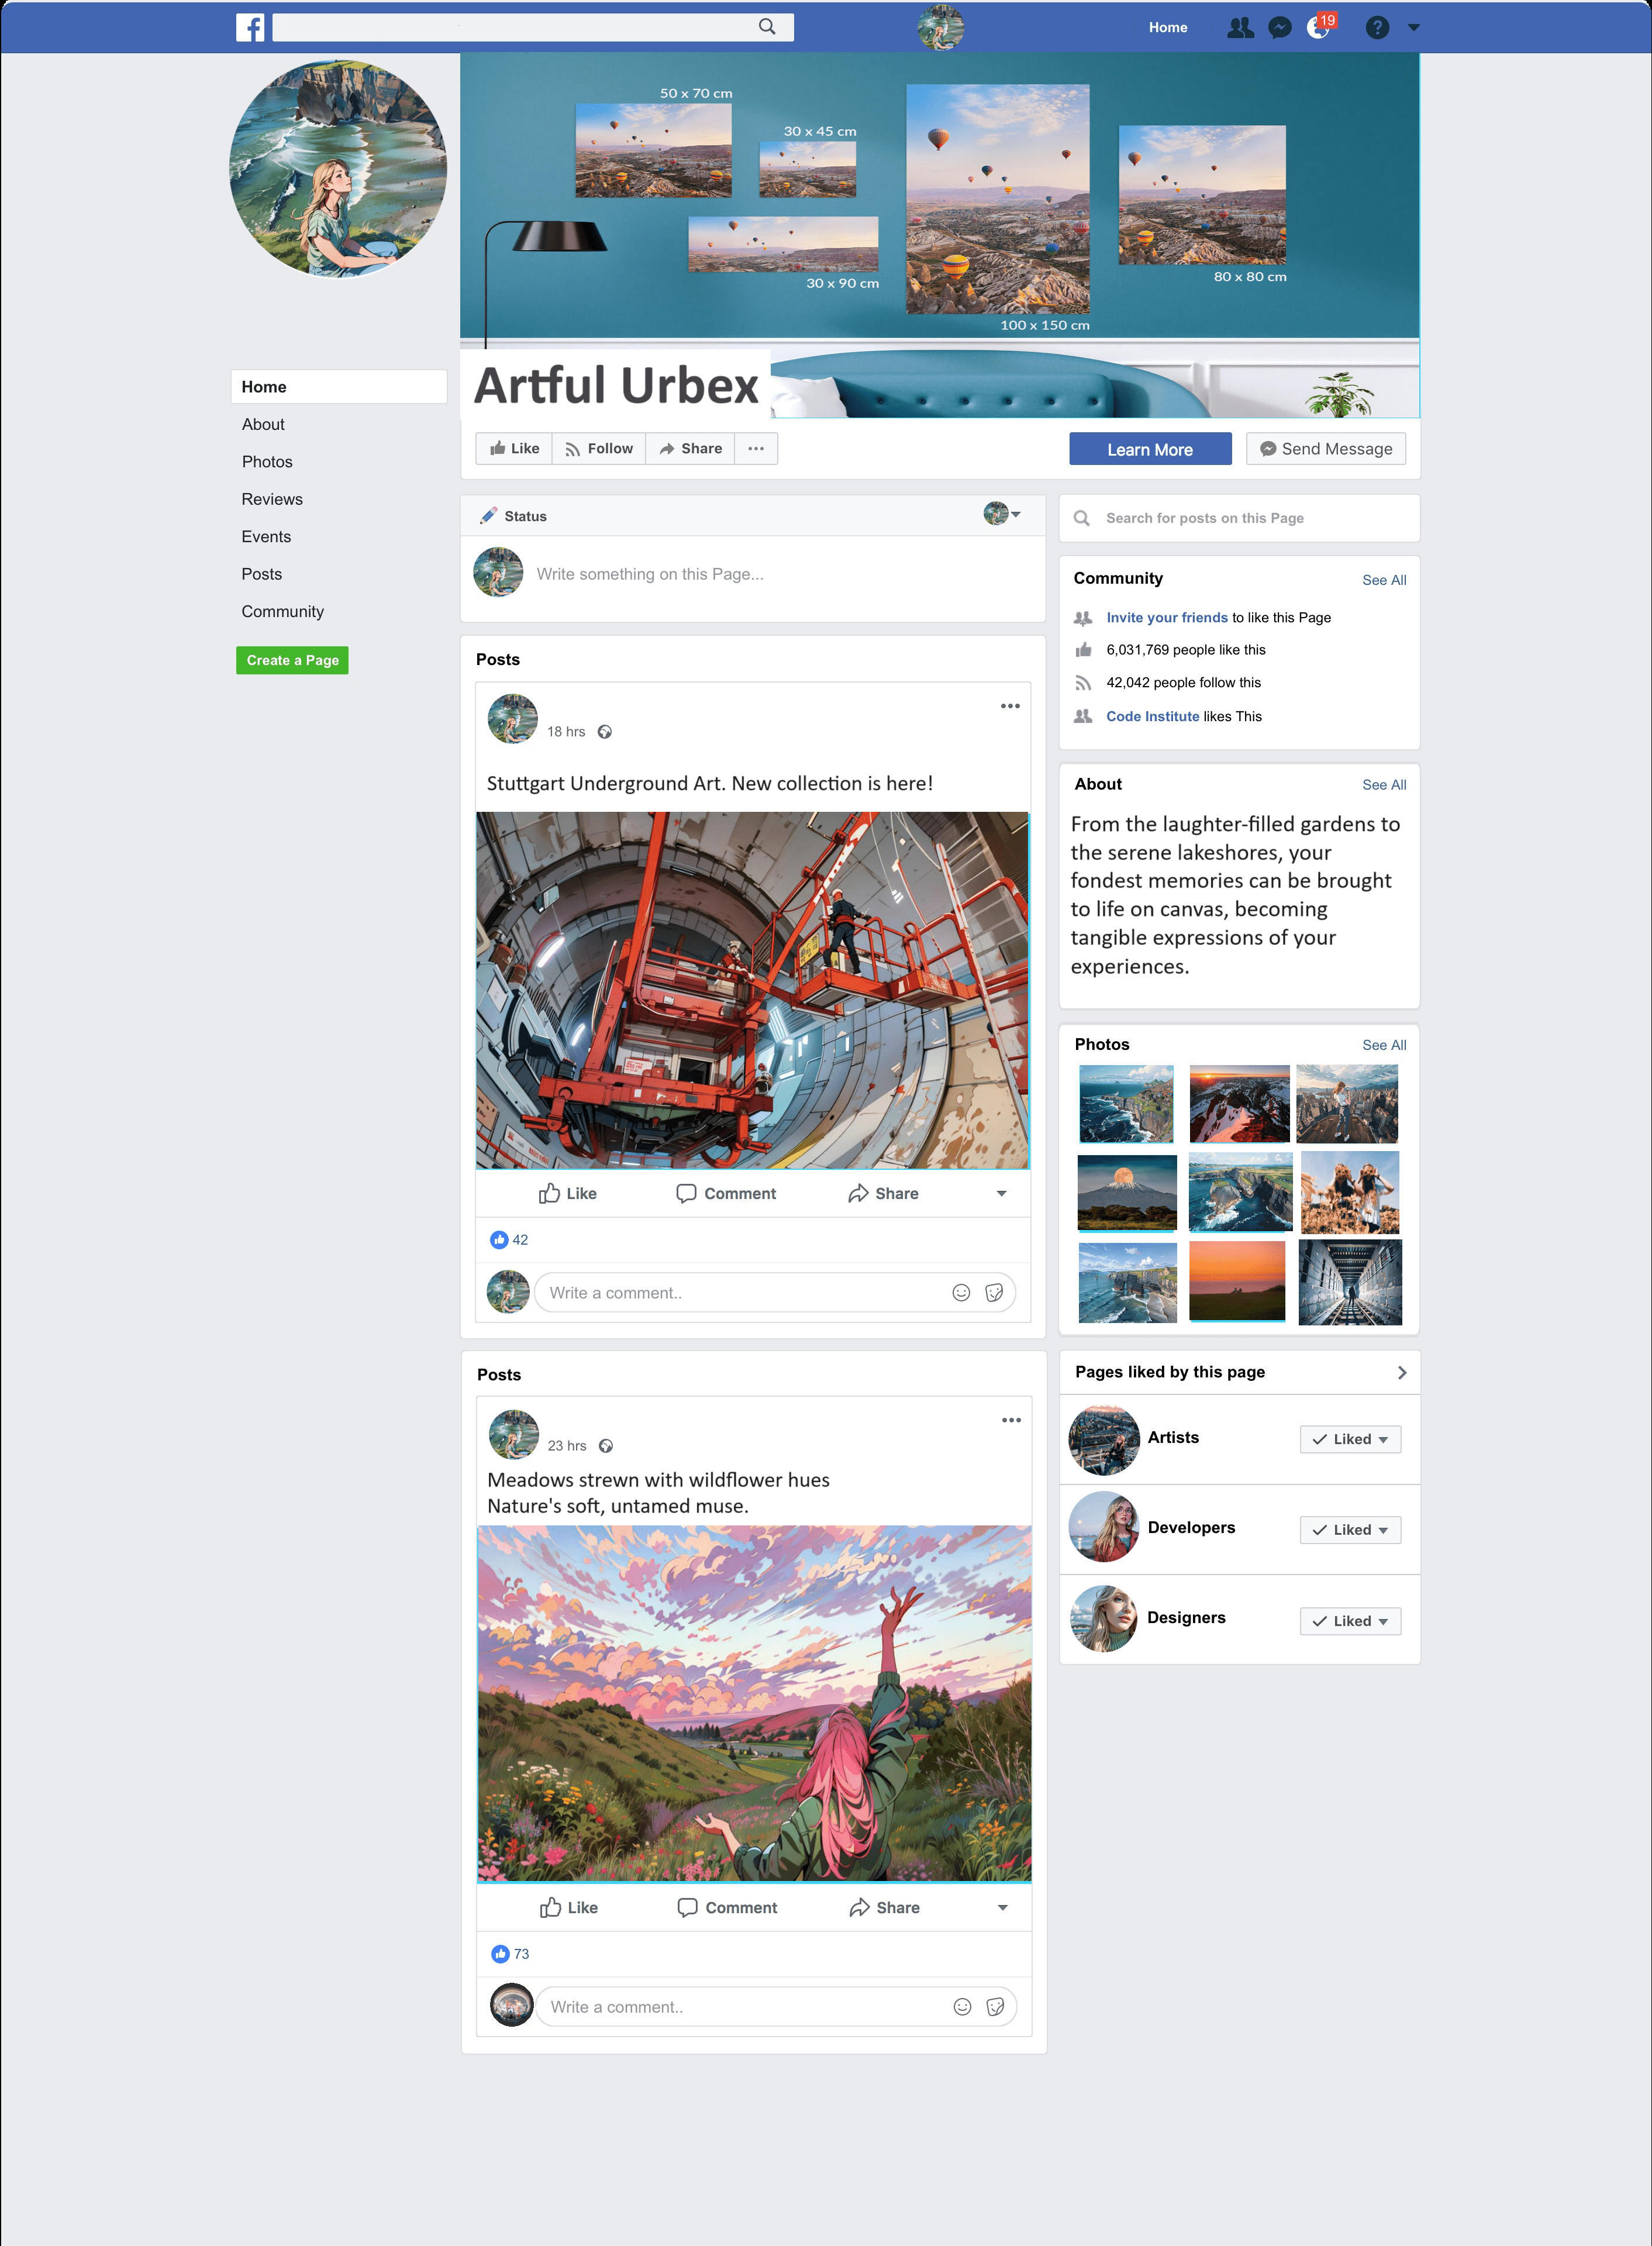 Home
19
50 x 70 cm
30 x 45 cm
30 x 90 cm
80 x 80 cm
100 x 150 cm
Artful Urbex
Home
About
Photos
Reviews
Events
Posts
Community
Create a Page
Like
Follow
Share
Learn More
Send Message
Status
Write something on this Page...
Posts
18 hrs
Stuttgart Underground Art. New collection is here!
Like
Comment
Share
42
Write a comment..
Posts
23 hrs
Meadows strewn with wildflower hues
Nature's soft, untamed muse.
Like
Comment
Share
73
Write a comment..
Search for posts on this Page
Community
See All
Invite your friends to like this Page
6,031,769 people like this
42,042 people follow this
Code Institute likes This
About
See All
From the laughter-filled gardens to
the serene lakeshores, your
fondest memories can be brought
to life on canvas, becoming
tangible expressions of your
experiences.
Photos
See All
Pages liked by this page
Artists
Liked
Developers
Liked
Designers
Liked